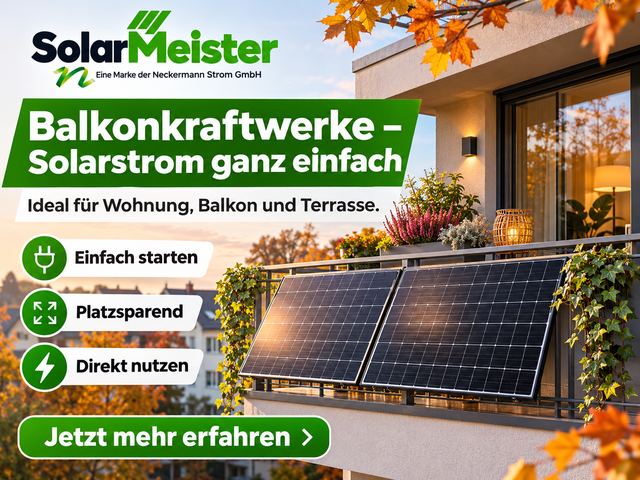 SolarMeister
Eine Marke der Neckermann Strom GmbH
Balkonkraftwerke –
Solarstrom ganz einfach
Ideal für Wohnung, Balkon und Terrasse.
Einfach starten
Platzsparend
Direkt nutzen
Jetzt mehr erfahren >